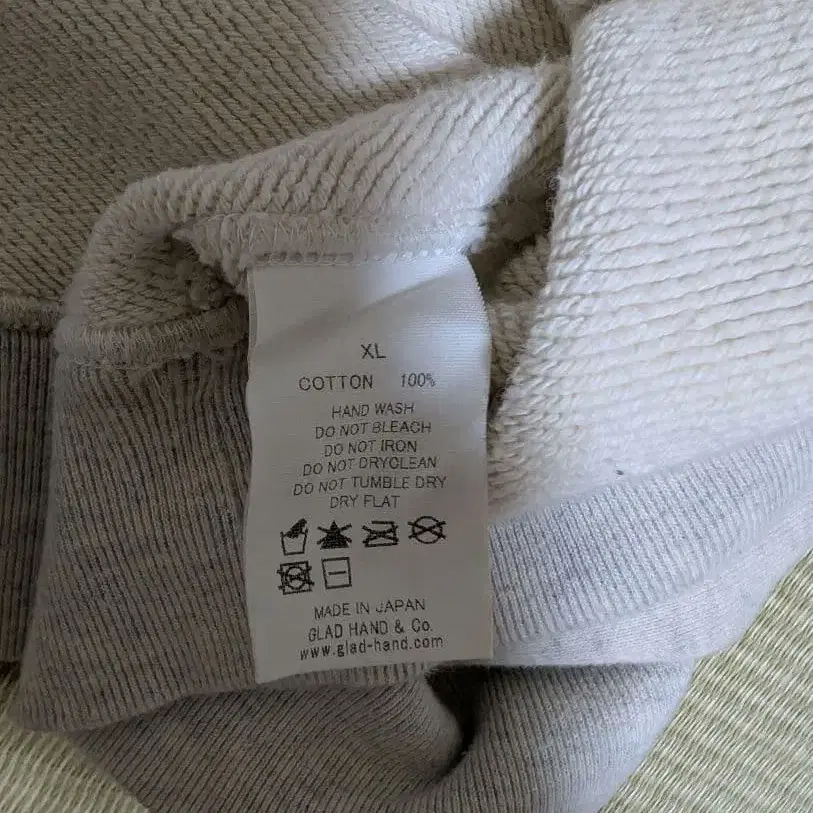 XL
COTTON 100%
HAND WASH
DO NOT BLEACH
DO NOT IRON
DO NOT DRYCLEAN
DO NOT TUMBLE DRY
DRY FLAT
MADE IN JAPAN
GLAD HAND & Co.
www.glad-hand.com